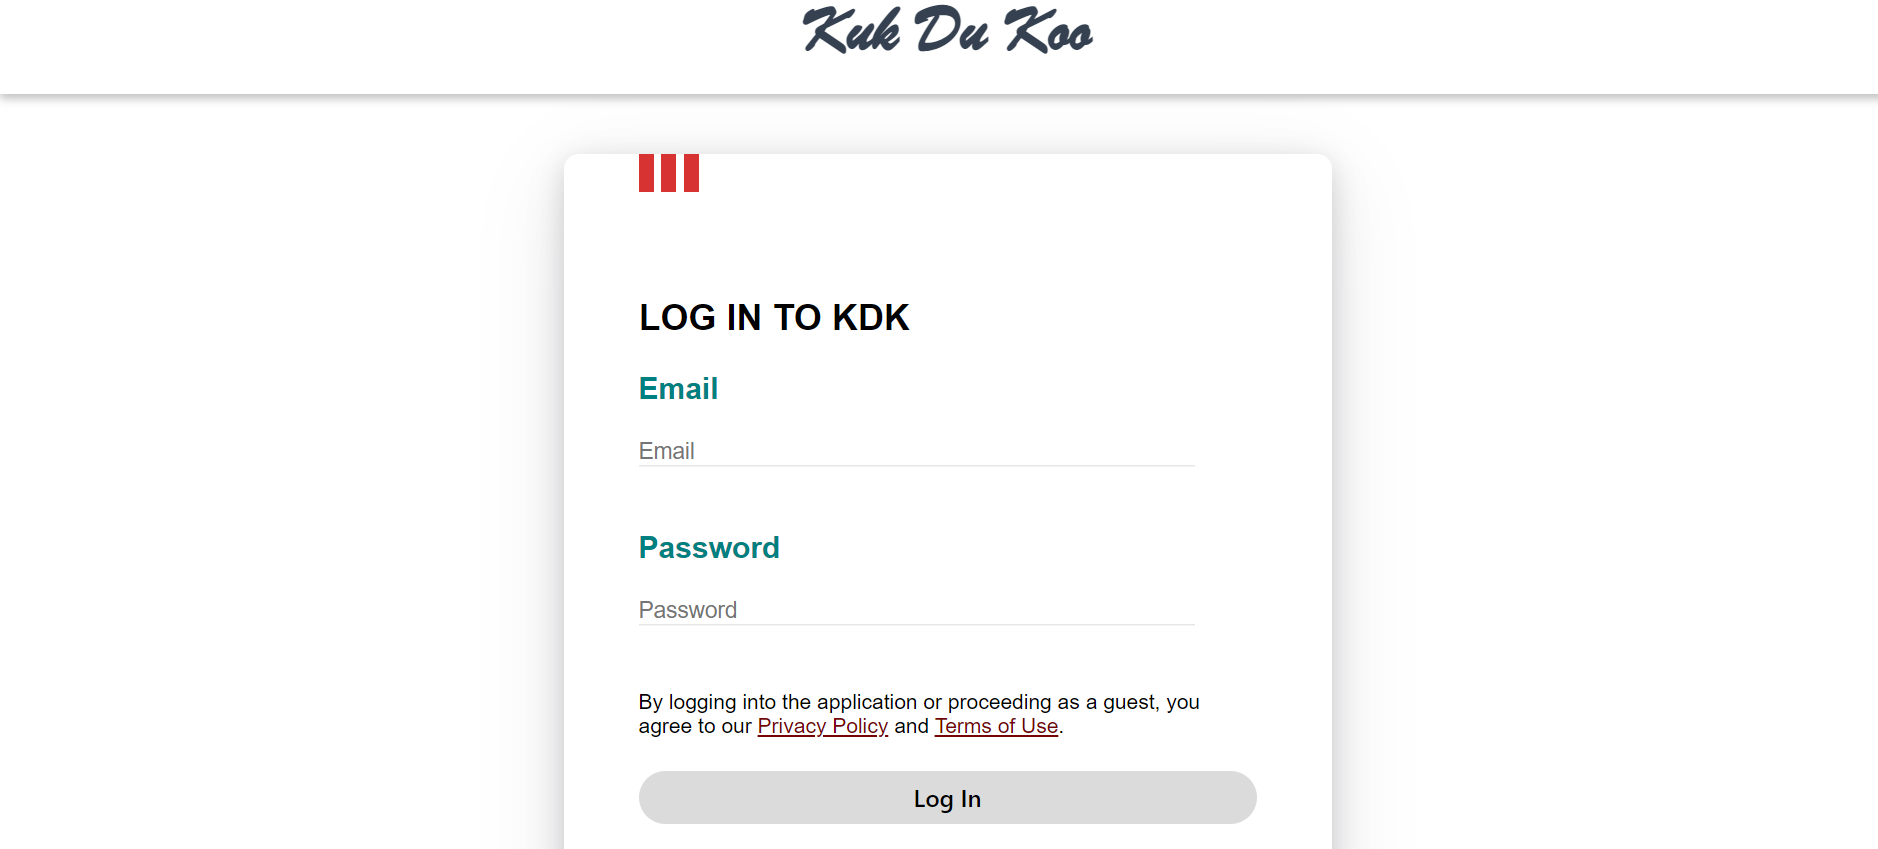 Kuk Du Koo
LOG IN TO KDK
Email
Email
Password
Password
By logging into the application or proceeding as a guest, you
agree to our Privacy Policy and Terms of Use.
Log In